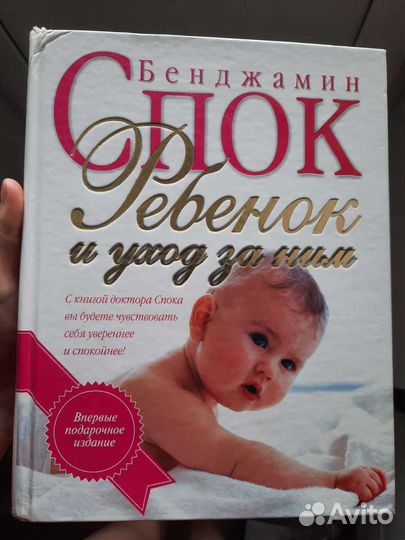 Бенджамин
Спок
Ребенок
и уход за ним
С книгой доктора Спока
вы будете чувствовать
себя увереннее
и спокойнее!
Впервые
подарочное
издание
Avito